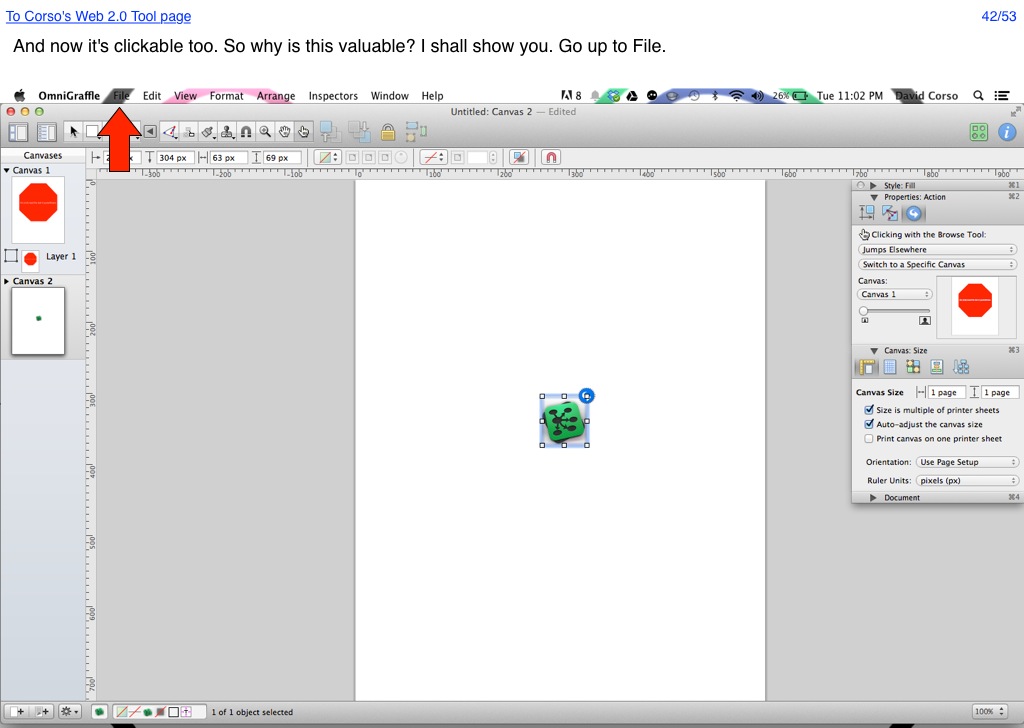 To Corso's Web 2.0 Tool page
42/53
And now it's clickable too. So why is this valuable? I shall show you. Go up to File.
OmniGraffle File Edit View Format Arrange Inspectors Window Help
8 26% Tue 11:02 PM David Corso
Untitled: Canvas 2 — Edited
Canvases
304 px 63 px 69 px
-300 -200 -100 0 100 200 300 400 500 600 700 800 900
0 100 200 300 400 500 600 700
Canvas 1
Layer 1
Canvas 2
Style: Fill ⌘1
Properties: Action ⌘2
Clicking with the Browse Tool:
Jumps Elsewhere
Switch to a Specific Canvas
Canvas:
Canvas 1
Canvas: Size ⌘3
Canvas Size 1 page 1 page
Size is multiple of printer sheets
Auto-adjust the canvas size
Print canvas on one printer sheet
Orientation: Use Page Setup
Ruler Units: pixels (px)
Document ⌘4
1 of 1 object selected
100%